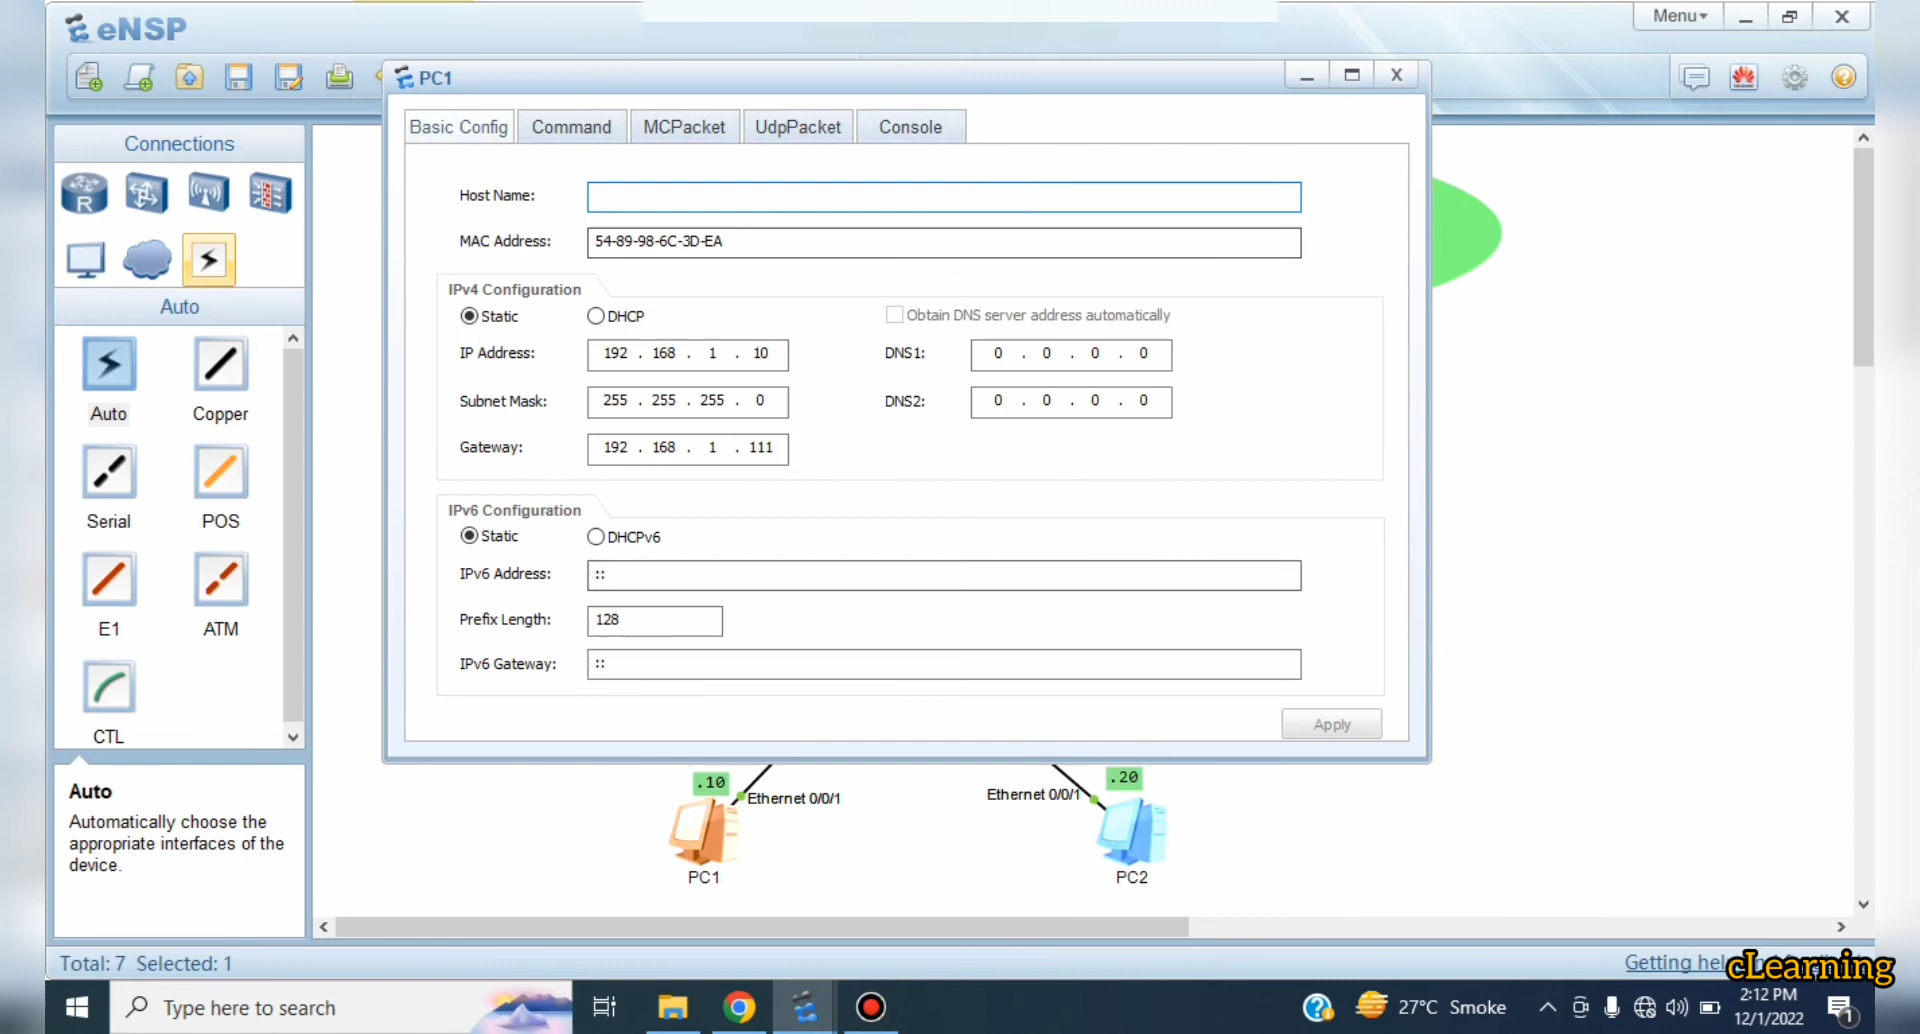 eNSP
Menu
PC1
Basic Config
Command
MCPacket
UdpPacket
Console
Connections
R
Host Name:
MAC Address: 54-89-98-6C-3D-EA
IPv4 Configuration
Static
DHCP
Obtain DNS server address automatically
IP Address: 192 . 168 . 1 . 10
DNS1: 0 . 0 . 0 . 0
Subnet Mask: 255 . 255 . 255 . 0
DNS2: 0 . 0 . 0 . 0
Gateway: 192 . 168 . 1 . 111
IPv6 Configuration
Static
DHCPv6
IPv6 Address: ::
Prefix Length: 128
IPv6 Gateway: ::
Apply
Auto
Auto
Copper
Serial
POS
E1
ATM
CTL
Auto
Automatically choose the
appropriate interfaces of the
device.
.10
Ethernet 0/0/1
PC1
.20
Ethernet 0/0/1
PC2
Total: 7 Selected: 1
Getting
cLearning
Type here to search
27°C Smoke
2:12 PM
12/1/2022
1